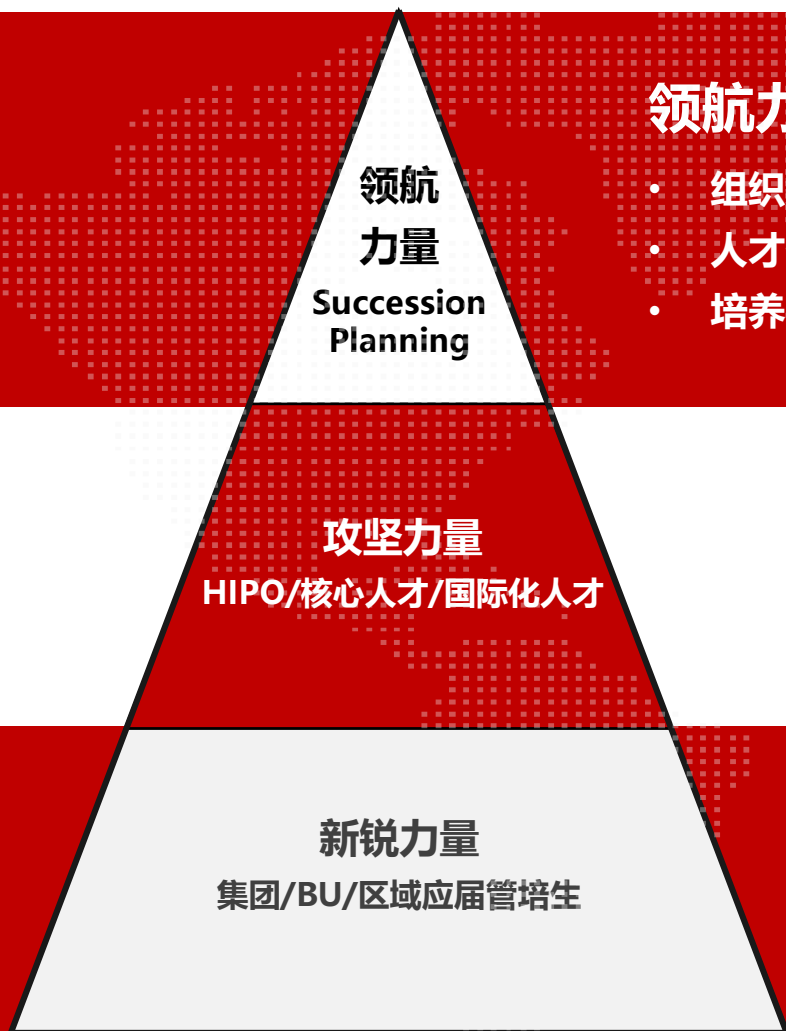 领航
力量
Succession
Planning
领航力
• 组织
• 人才
• 培养
攻坚力量
HIPO/核心人才/国际化人才
新锐力量
集团/BU/区域应届管培生